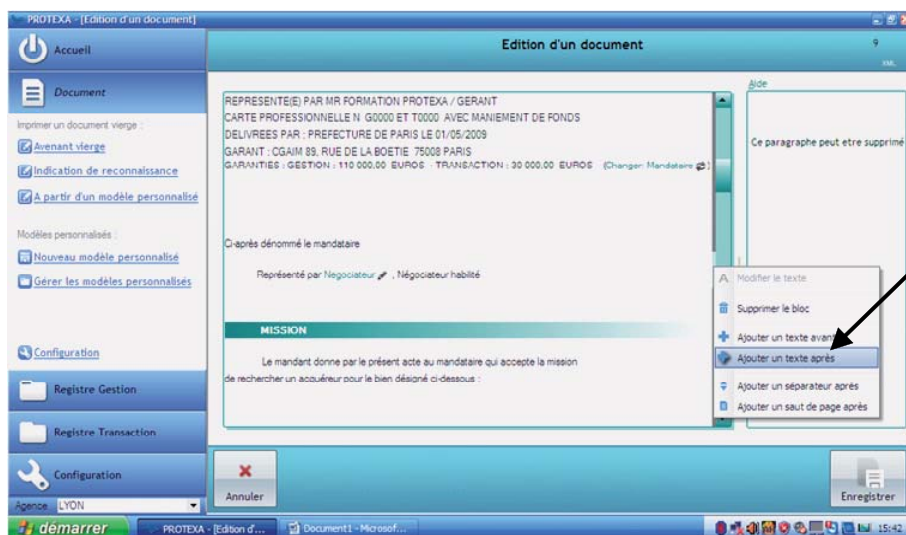 PROTEXA - [Edition d'un document]
Accueil
Edition d'un document
9
XML
Document
Imprimer un document vierge :
Avenant vierge
Indication de reconnaissance
A partir d'un modèle personnalisé
Modèles personnalisés :
Nouveau modèle personnalisé
Gérer les modèles personnalisés
Configuration
Registre Gestion
Registre Transaction
Configuration
Agence LYON
REPRESENTE(E) PAR MR FORMATION PROTEXA / GERANT
CARTE PROFESSIONNELLE N G0000 ET T0000 AVEC MANIEMENT DE FONDS
DELIVREES PAR : PREFECTURE DE PARIS LE 01/05/2009
GARANT : CGAIM 89, RUE DE LA BOETIE 75008 PARIS
GARANTIES : GESTION : 110 000,00 EUROS - TRANSACTION : 30 000,00 EUROS (Changer: Mandataire )
Ci-après dénommé le mandataire
Représenté par Negociateur , Négociateur habilité
MISSION
Le mandant donne par le présent acte au mandataire qui accepte la mission
de rechercher un acquéreur pour le bien désigné ci-dessous :
Aide
Ce paragraphe peut etre supprimé
Modifier le texte
Supprimer le bloc
Ajouter un texte avant
Ajouter un texte après
Ajouter un séparateur après
Ajouter un saut de page après
Annuler
Enregistrer
démarrer
PROTEXA - [Edition d'...
Document1 - Microsof...
15:42